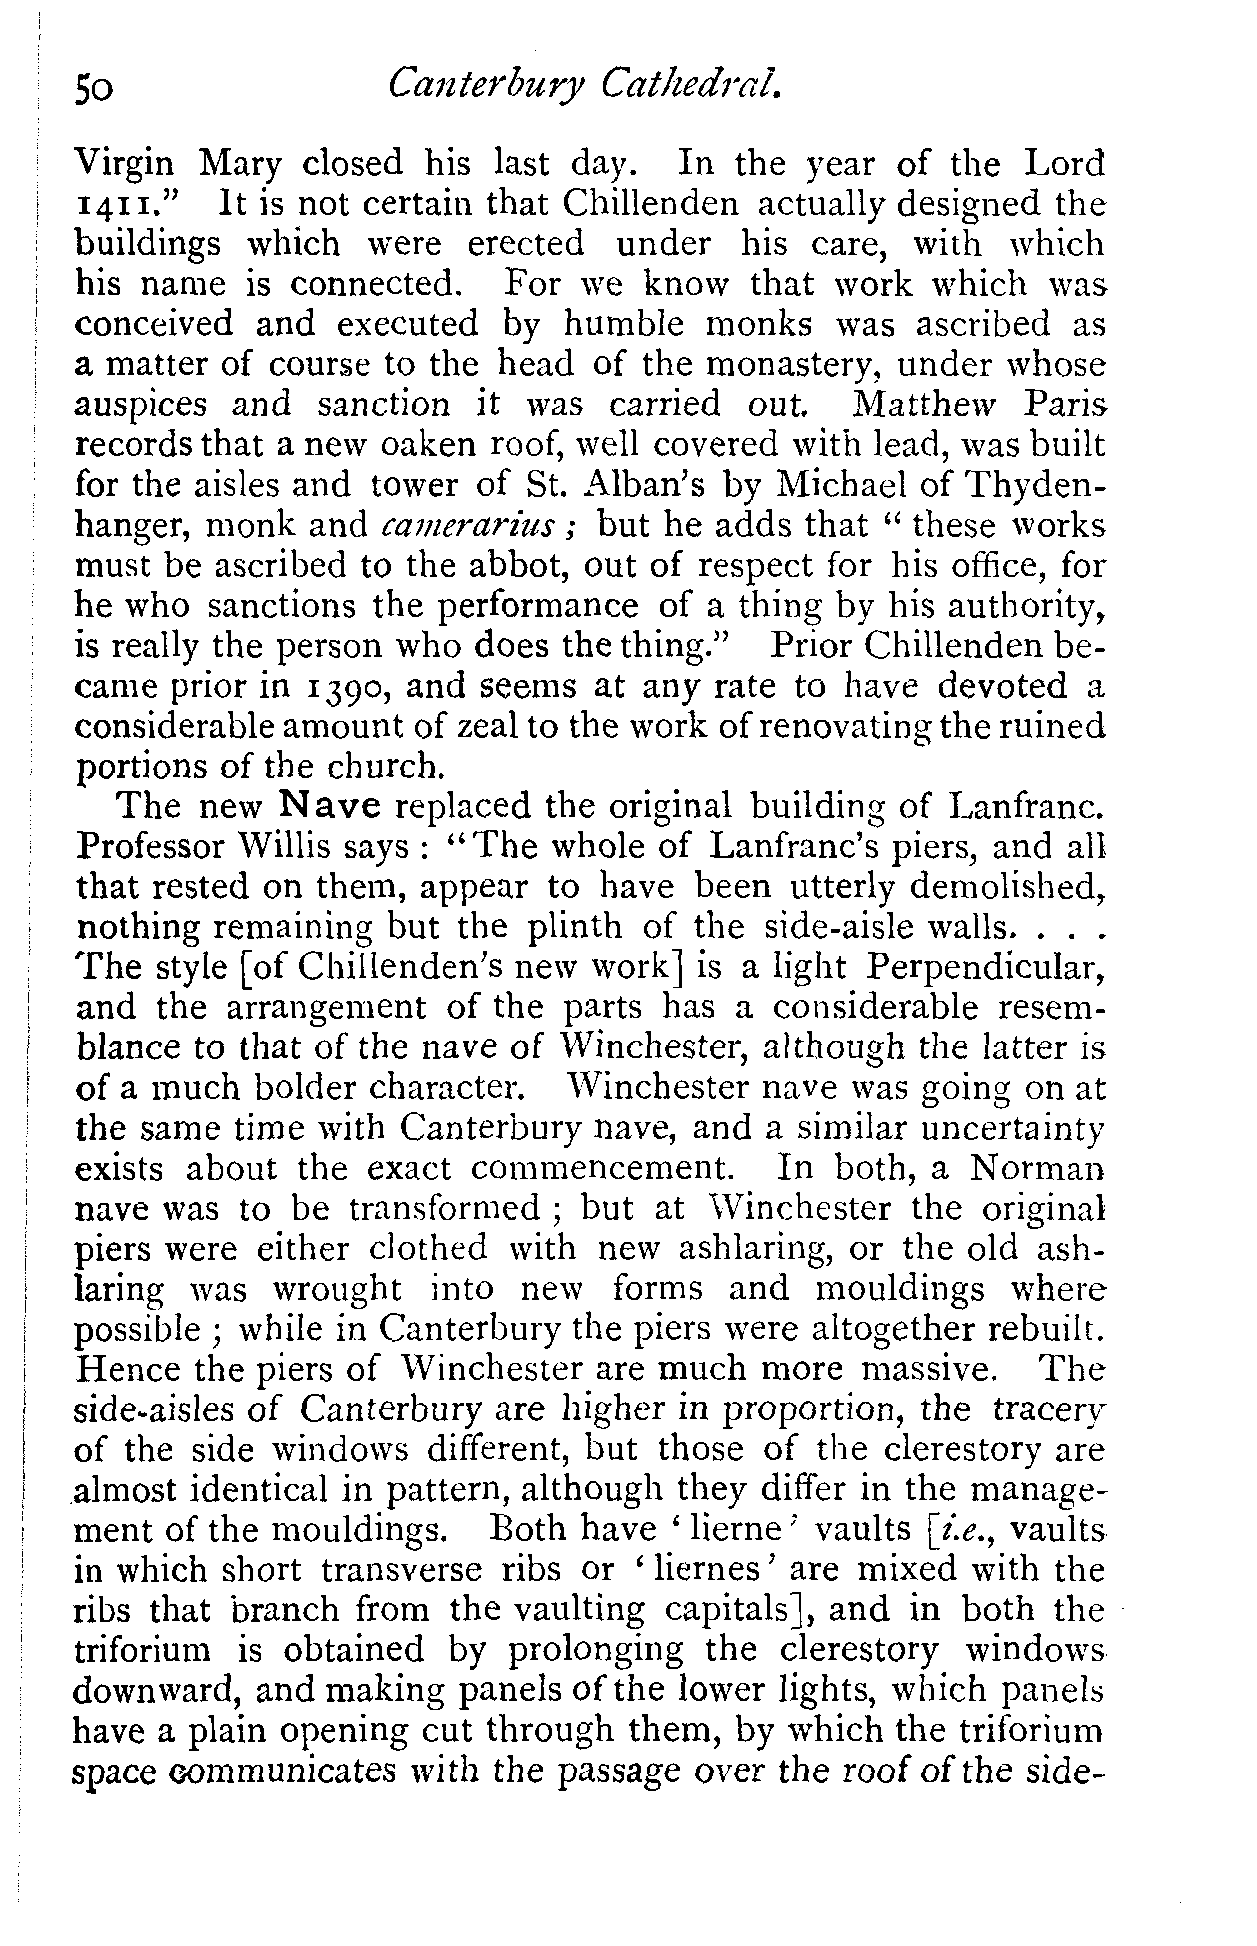 50 Canterbury Cathedral.
Virgin Mary closed his last day. In the year of the Lord
1411.” It is not certain that Chillenden actually designed the
buildings which were erected under his care, with which
his name is connected. For we know that work which was
conceived and executed by humble monks was ascribed as
a matter of course to the head of the monastery, under whose
auspices and sanction it was carried out. Matthew Paris
records that a new oaken roof, well covered with lead, was built
for the aisles and tower of St. Alban's by Michael of Thyden-
hanger, monk and camerarius ; but he adds that “ these works
must be ascribed to the abbot, out of respect for his office, for
he who sanctions the performance of a thing by his authority,
is really the person who does the thing.” Prior Chillenden be-
came prior in 1390, and seems at any rate to have devoted a
considerable amount of zeal to the work of renovating the ruined
portions of the church.
The new Nave replaced the original building of Lanfranc.
Professor Willis says : “ The whole of Lanfranc's piers, and all
that rested on them, appear to have been utterly demolished,
nothing remaining but the plinth of the side-aisle walls. . . .
The style [of Chillenden's new work] is a light Perpendicular,
and the arrangement of the parts has a considerable resem-
blance to that of the nave of Winchester, although the latter is
of a much bolder character. Winchester nave was going on at
the same time with Canterbury nave, and a similar uncertainty
exists about the exact commencement. In both, a Norman
nave was to be transformed ; but at Winchester the original
piers were either clothed with new ashlaring, or the old ash-
laring was wrought into new forms and mouldings where
possible ; while in Canterbury the piers were altogether rebuilt.
Hence the piers of Winchester are much more massive. The
side-aisles of Canterbury are higher in proportion, the tracery
of the side windows different, but those of the clerestory are
almost identical in pattern, although they differ in the manage-
ment of the mouldings. Both have ‘ lierne ’ vaults [i.e., vaults
in which short transverse ribs or ‘ liernes ’ are mixed with the
ribs that branch from the vaulting capitals], and in both the
triforium is obtained by prolonging the clerestory windows
downward, and making panels of the lower lights, which panels
have a plain opening cut through them, by which the triforium
space communicates with the passage over the roof of the side-